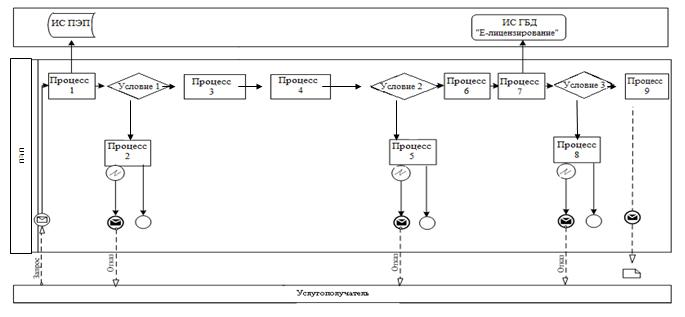 ИС ПЭП
ИС ГБД
"Е-лицензирование"
Процесс
1
Условие 1
Процесс
3
Процесс
4
Условие 2
Процесс
6
Процесс
7
Условие 3
Процесс
9
Процесс
2
Процесс
5
Процесс
8
ПЭП
Запрос
Отказ
Отказ
Отказ
Услугополучатель